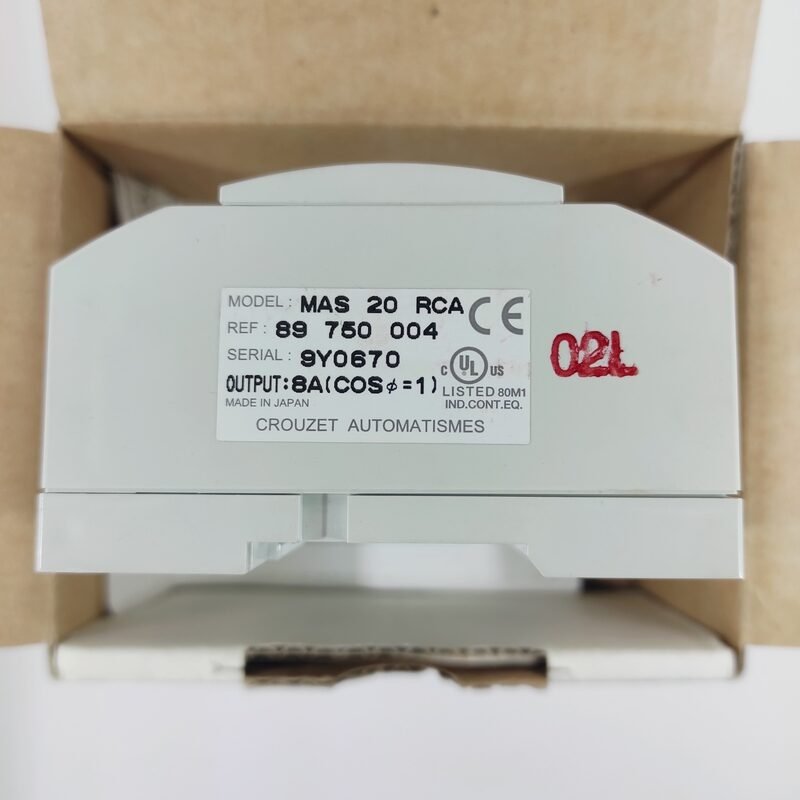 MODEL: MAS 20 RCA CE
REF: 89 750 004
SERIAL: 9Y0670
C UL US
OUTPUT:8A(COSφ=1)
LISTED 80M1
MADE IN JAPAN
IND.CONT.EQ.
CROUZET AUTOMATISMES
02L